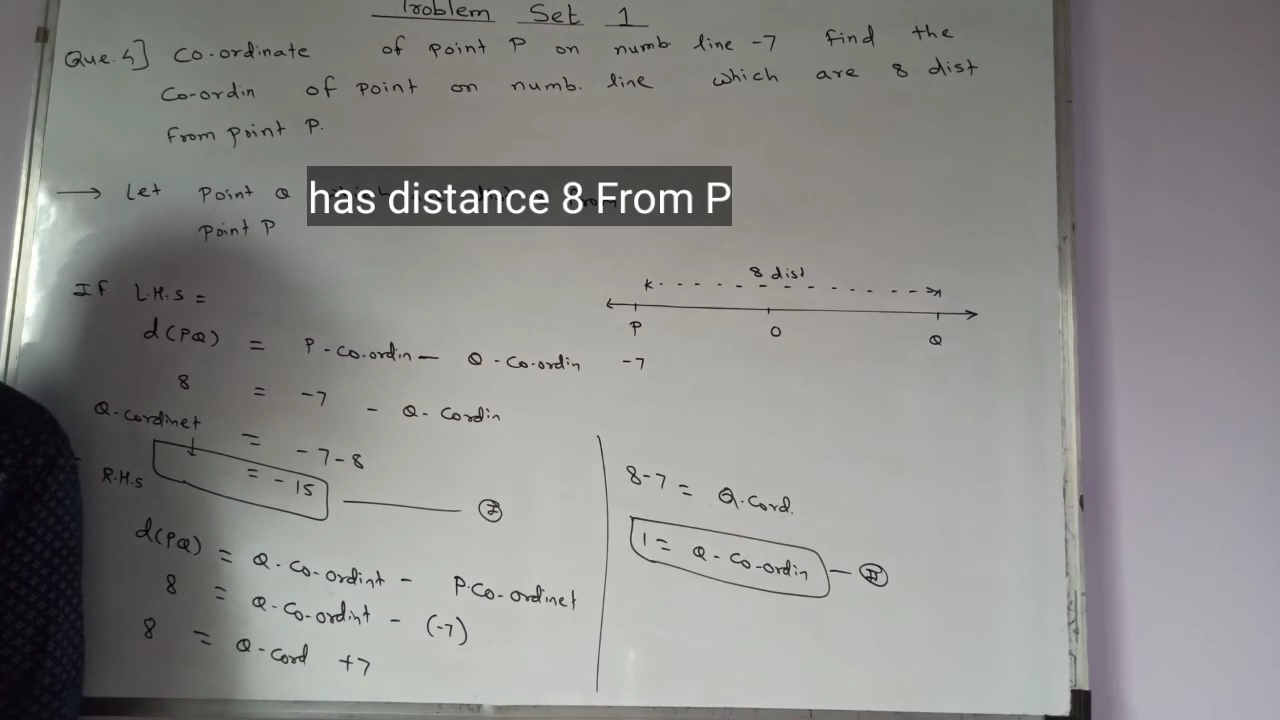 Problem Set 1
Que. 4] Co-ordinate of point P on numb. line -7 find the
Co-ordin of point on numb. line which are 8 dist
from point P.
→ Let Point Q
has distance 8 From P
Point P
8 dist
P O Q
-7
If L.H.S =
d(PQ) = P-co.ordin - Q-co.ordin
8 = -7 - Q-Cordin
Q-cordinet = -7-8
= -15 — I
R.H.S
d(PQ) = Q-Co-ordint - P.Co-ordinet
8 = Q-Co-ordint - (-7)
8 = Q-cord +7
8-7 = Q.Cord.
1 = Q-Co-ordin — II